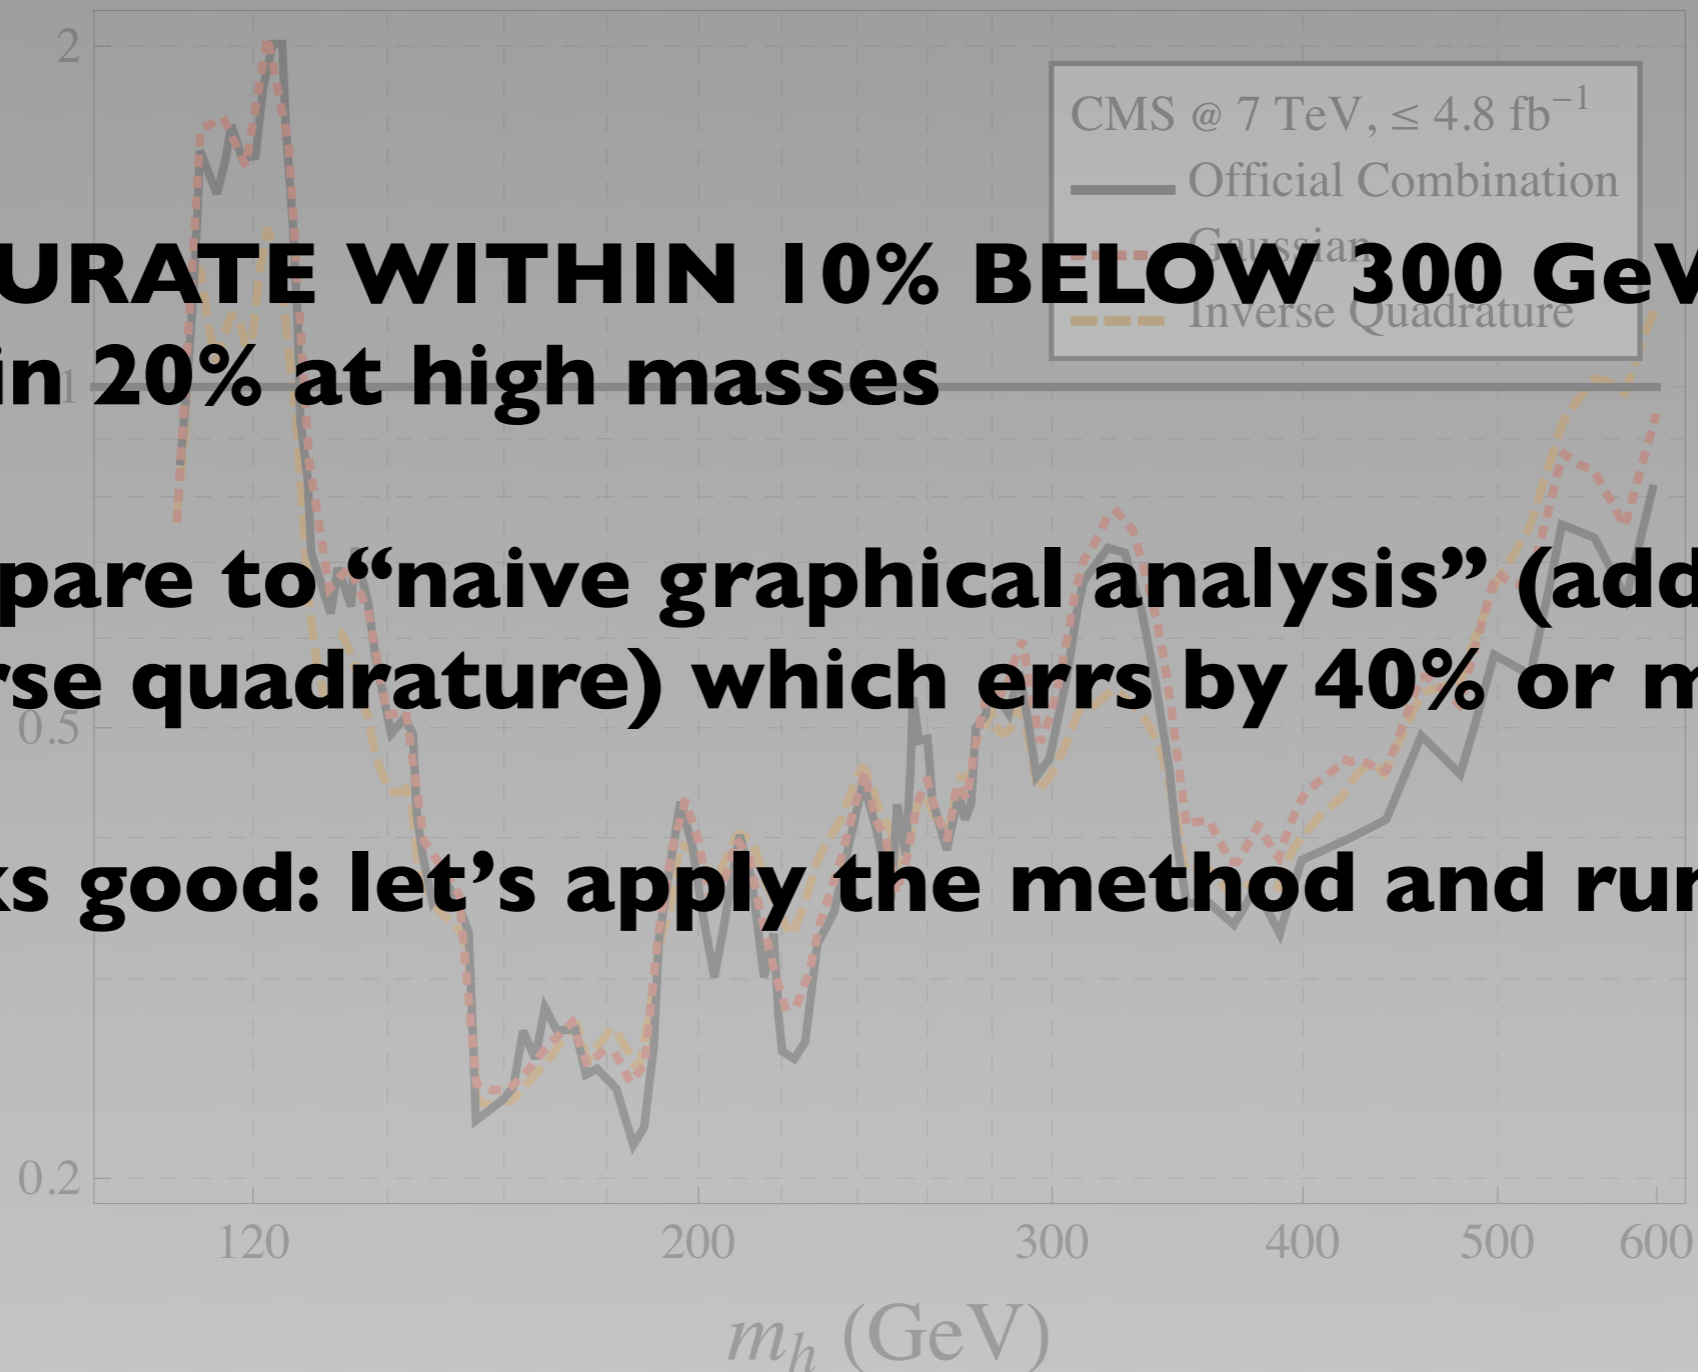 2
CMS @ 7 TeV, ≤ 4.8 fb⁻¹
Official Combination
Gaussian
URATE WITHIN 10% BELOW 300 GeV
Inverse Quadrature
in 20% at high masses
1
pare to “naive graphical analysis” (add
rse quadrature) which errs by 40% or m
0.5
ks good: let’s apply the method and run
0.2
120 200 300 400 500 600
mₕ (GeV)